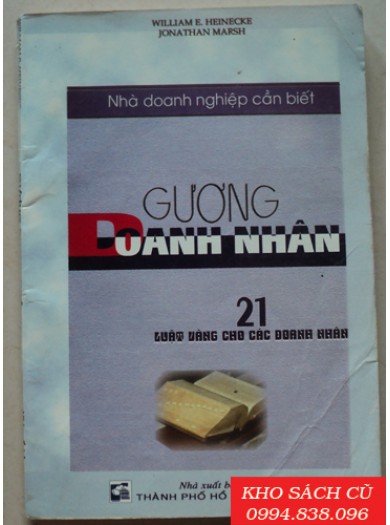 WILLIAM E. HEINECKE
JONATHAN MARSH
Nhà doanh nghiệp cần biết
GƯƠNG
DOANH NHÂN
21
LUẬT VÀNG CHO CÁC DOANH NHÂN
Nhà xuất b
THÀNH PHỐ HỒ
KHO SÁCH CŨ
0994.838.096